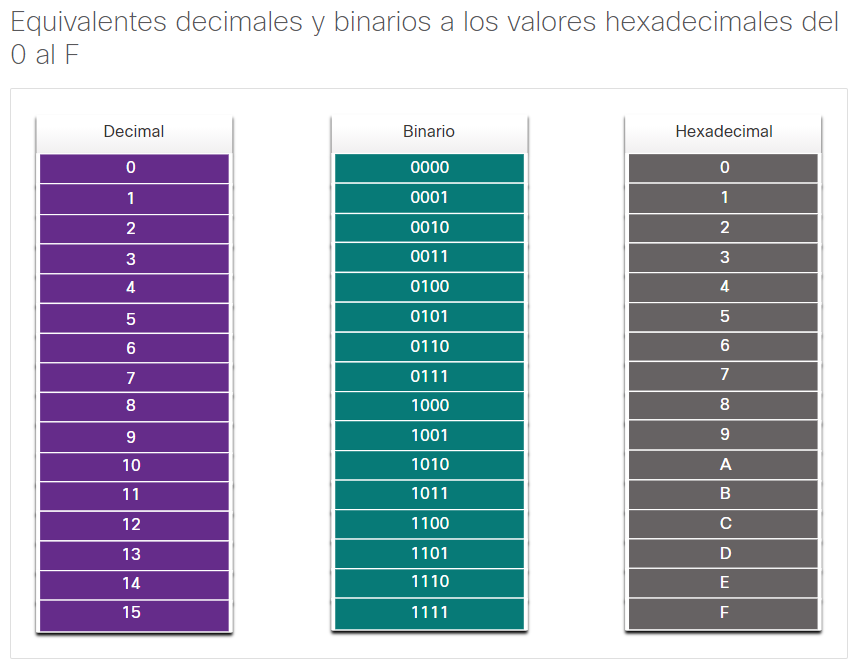 Equivalentes decimales y binarios a los valores hexadecimales del
0 al F
Decimal Binario Hexadecimal
0 0000 0
1 0001 1
2 0010 2
3 0011 3
4 0100 4
5 0101 5
6 0110 6
7 0111 7
8 1000 8
9 1001 9
10 1010 A
11 1011 B
12 1100 C
13 1101 D
14 1110 E
15 1111 F